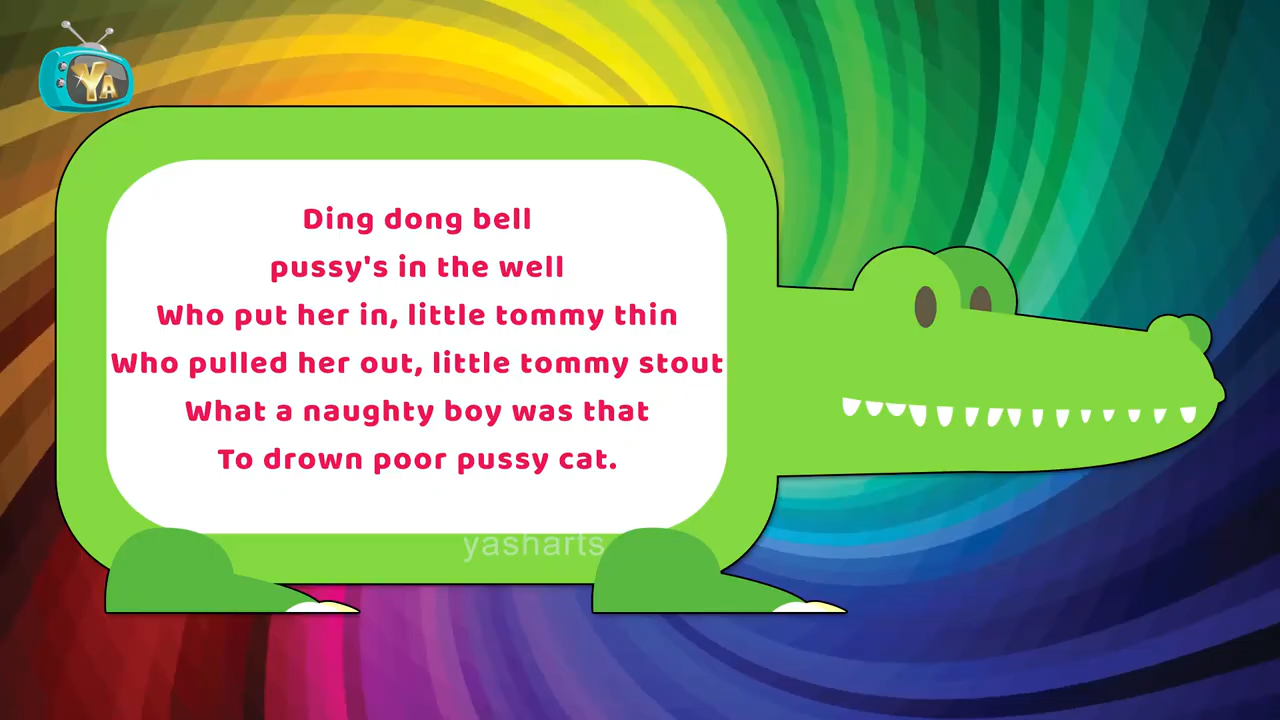 YA
Ding dong bell
pussy's in the well
Who put her in, little tommy thin
Who pulled her out, little tommy stout
What a naughty boy was that
To drown poor pussy cat.
yasharts